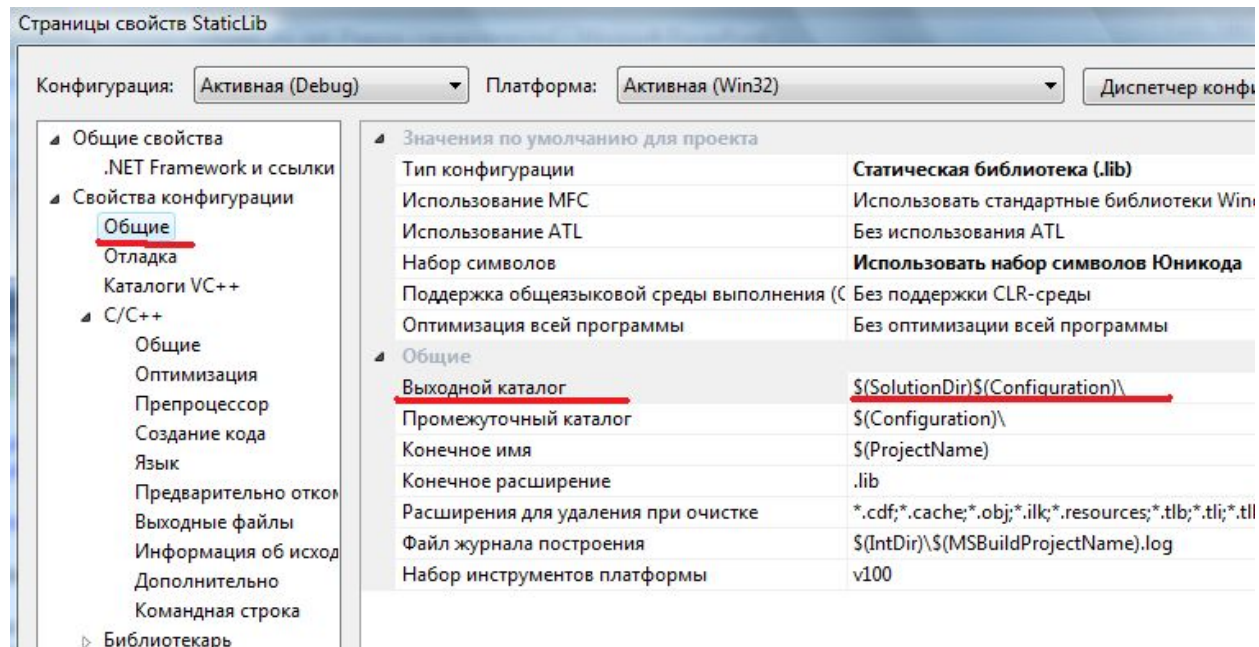 Страницы свойств StaticLib
Конфигурация: Активная (Debug) Платформа: Активная (Win32) Диспетчер конфи
Общие свойства
.NET Framework и ссылки
Свойства конфигурации
Общие
Отладка
Каталоги VC++
C/C++
Общие
Оптимизация
Препроцессор
Создание кода
Язык
Предварительно отком
Выходные файлы
Информация об исход
Дополнительно
Командная строка
Библиотекарь
Значения по умолчанию для проекта
Тип конфигурации Статическая библиотека (.lib)
Использование MFC Использовать стандартные библиотеки Wind
Использование ATL Без использования ATL
Набор символов Использовать набор символов Юникода
Поддержка общеязыковой среды выполнения (C Без поддержки CLR-среды
Оптимизация всей программы Без оптимизации всей программы
Общие
Выходной каталог $(SolutionDir)$(Configuration)\
Промежуточный каталог $(Configuration)\
Конечное имя $(ProjectName)
Конечное расширение .lib
Расширения для удаления при очистке *.cdf;*.cache;*.obj;*.ilk;*.resources;*.tlb;*.tli;*.tll
Файл журнала построения $(IntDir)\$(MSBuildProjectName).log
Набор инструментов платформы v100